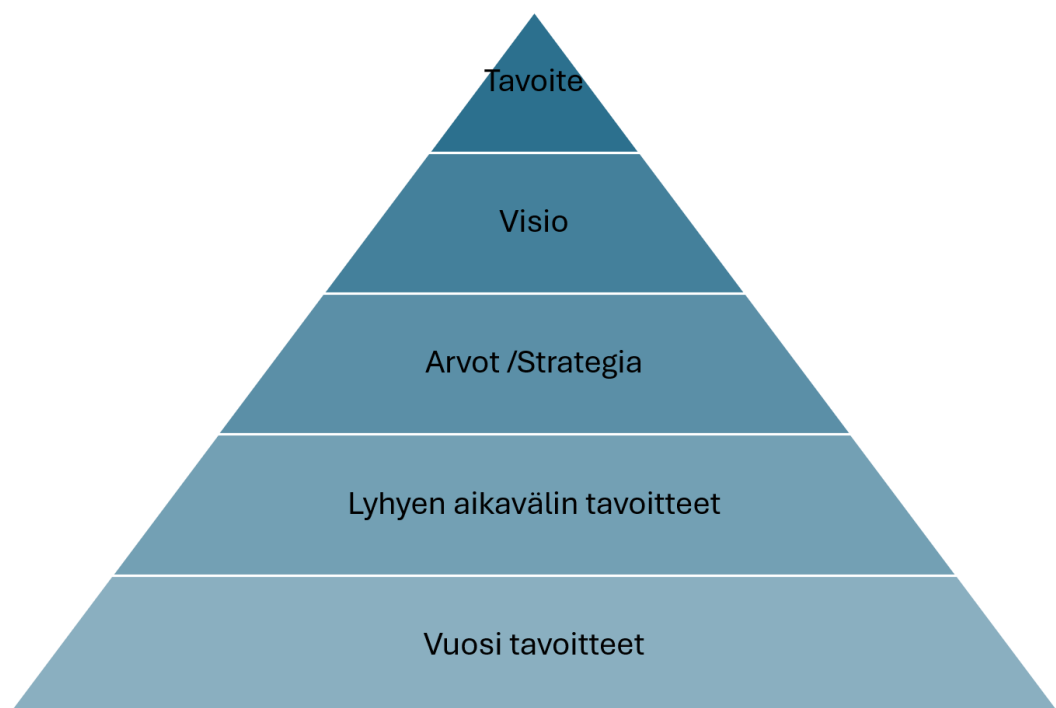 Tavoite
Visio
Arvot /Strategia
Lyhyen aikavälin tavoitteet
Vuosi tavoitteet